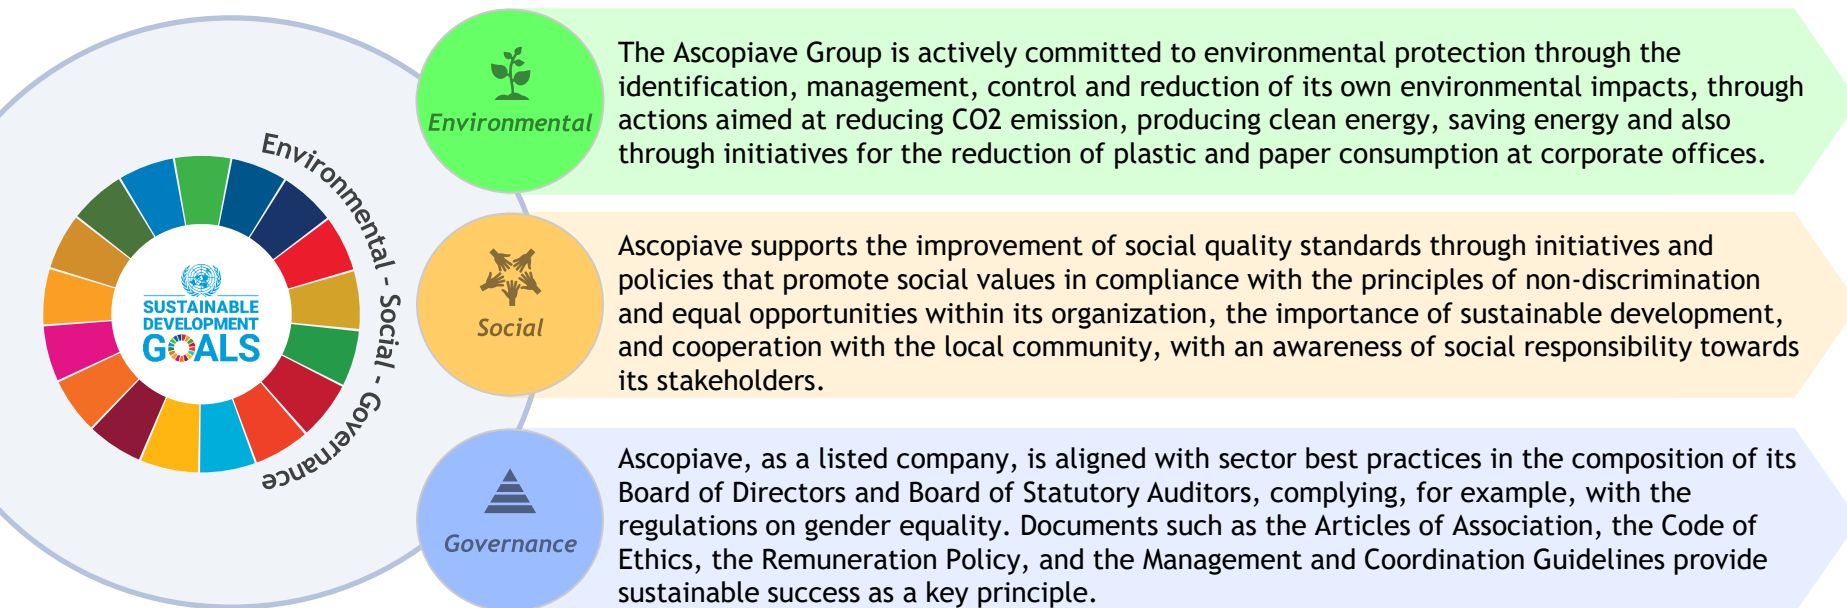 Environmental - Social - Governance
SUSTAINABLE
DEVELOPMENT
GOALS
Environmental
The Ascopiave Group is actively committed to environmental protection through the
identification, management, control and reduction of its own environmental impacts, through
actions aimed at reducing CO2 emission, producing clean energy, saving energy and also
through initiatives for the reduction of plastic and paper consumption at corporate offices.
Social
Ascopiave supports the improvement of social quality standards through initiatives and
policies that promote social values in compliance with the principles of non-discrimination
and equal opportunities within its organization, the importance of sustainable development,
and cooperation with the local community, with an awareness of social responsibility towards
its stakeholders.
Governance
Ascopiave, as a listed company, is aligned with sector best practices in the composition of its
Board of Directors and Board of Statutory Auditors, complying, for example, with the
regulations on gender equality. Documents such as the Articles of Association, the Code of
Ethics, the Remuneration Policy, and the Management and Coordination Guidelines provide
sustainable success as a key principle.